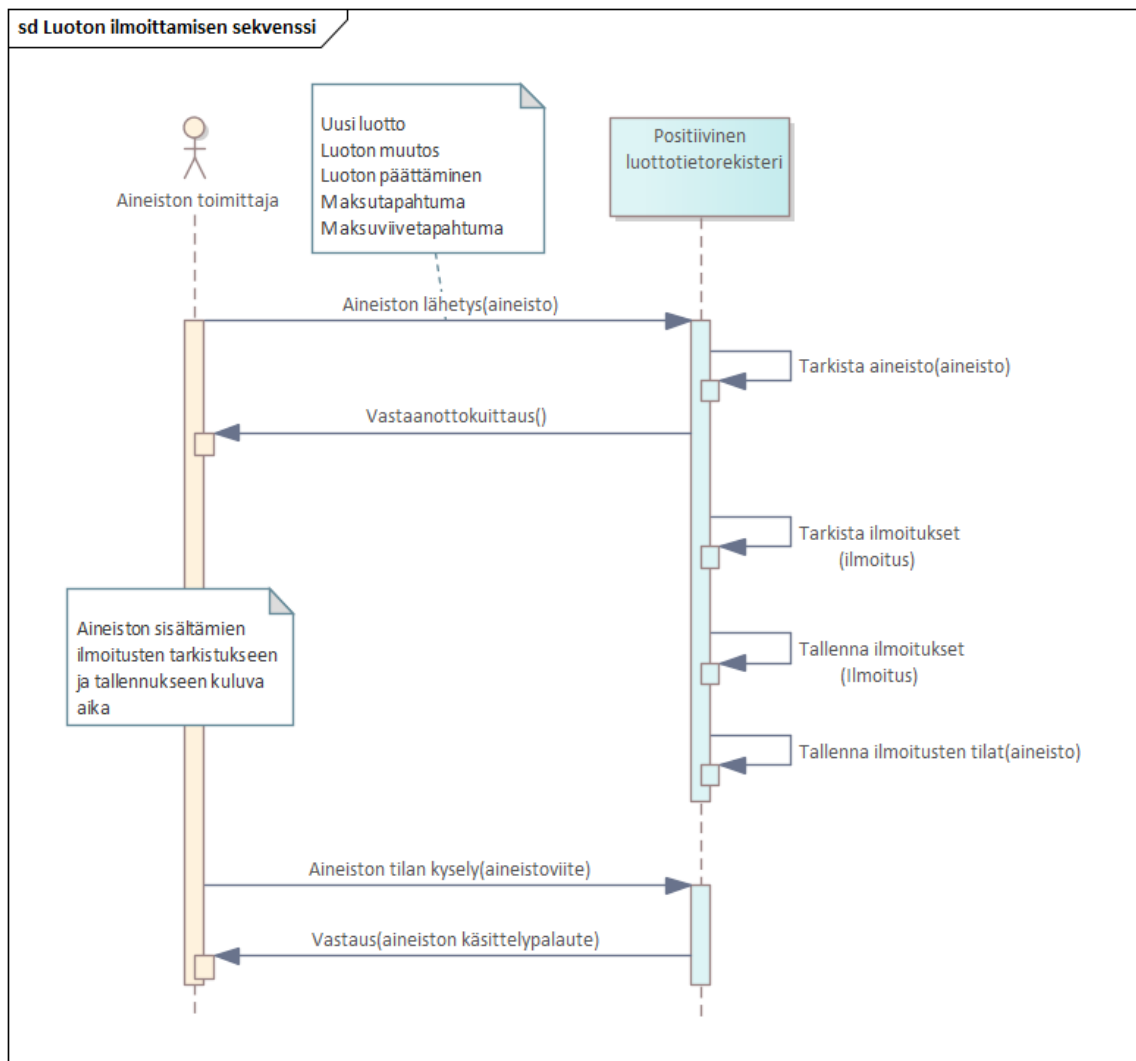 sd Luoton ilmoittamisen sekvenssi
Uusi luotto
Luoton muutos
Luoton päättäminen
Maksutapahtuma
Maksuviivetapahtuma
Positiivinen
luottotietorekisteri
Aineiston toimittaja
Aineiston lähetys(aineisto)
Tarkista aineisto(aineisto)
Vastaanottokuittaus()
Tarkista ilmoitukset
(ilmoitus)
Aineiston sisältämien
ilmoitusten tarkistukseen
ja tallennukseen kuluva
aika
Tallenna ilmoitukset
(Ilmoitus)
Tallenna ilmoitusten tilat(aineisto)
Aineiston tilan kysely(aineistoviite)
Vastaus(aineiston käsittelypalaute)